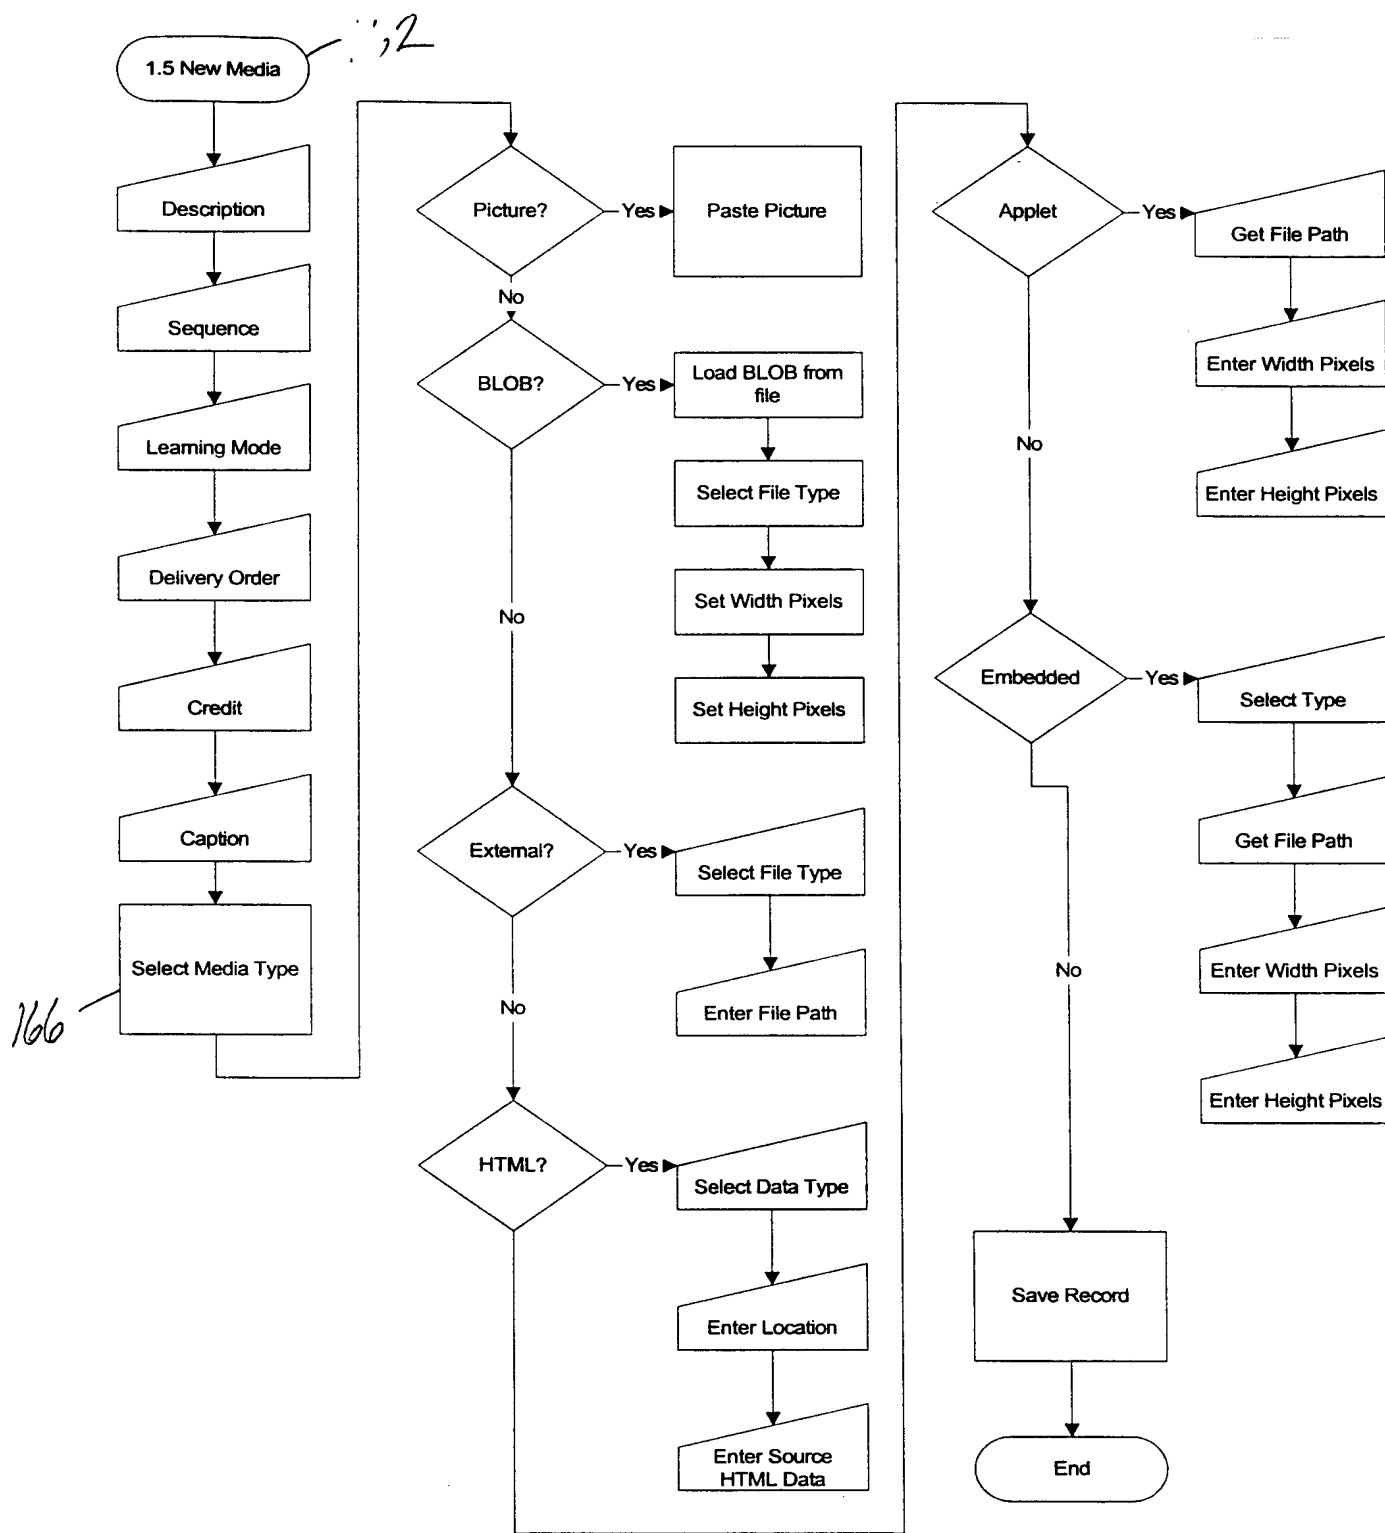 1.5 New Media
Description
Sequence
Learning Mode
Delivery Order
Credit
Caption
Select Media Type
166
Picture?
Yes
Paste Picture
No
BLOB?
Yes
Load BLOB from
file
Select File Type
Set Width Pixels
Set Height Pixels
No
External?
Yes
Select File Type
Enter File Path
No
HTML?
Yes
Select Data Type
Enter Location
Enter Source
HTML Data
Applet
Yes
Get File Path
Enter Width Pixels
Enter Height Pixels
No
Embedded
Yes
Select Type
Get File Path
Enter Width Pixels
Enter Height Pixels
No
Save Record
End